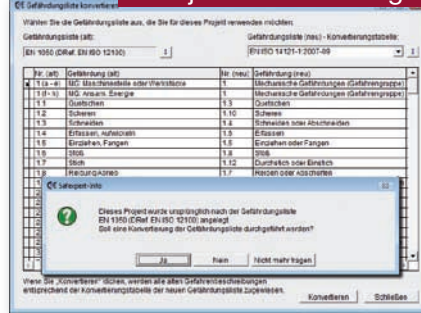 Gefährdungsliste konvertieren
Wählen Sie die Gefährdungsliste aus, die Sie für dieses Projekt verwenden möchten:
Gefährdungsliste (alt):
Gefährdungsliste (neu) - Konvertierungstabelle:
EN 1050 (DRef. EN ISO 12100)
EN ISO 14121-1:2007-09
Nr. (alt) Gefährdung (alt) Nr. (neu) Gefährdung (neu)
1 (a - e) MG: Maschinenteile oder Werkstücke 1 Mechanische Gefährdungen (Gefahrengruppe)
1 (f - k) MG: Ansam. Energie 1 Mechanische Gefährdungen (Gefahrengruppe)
1.1 Quetschen 1.3 Quetschen
1.2 Scheren 1.10 Scheren
1.3 Schneiden 1.4 Schneiden oder Abschneiden
1.4 Erfassen, Aufwickeln 1.5 Erfassen
1.5 Einziehen, Fangen 1.6 Einziehen oder Fangen
1.6 Stoß 1.8 Stoß
1.7 Stich 1.12 Durchstich oder Einstich
1.8 Reibung/Abrieb 1.7 Reiben oder Abschürfen
Safexpert-Info
Dieses Projekt wurde ursprünglich nach der Gefährdungsliste
EN 1050 (DRef. EN ISO 12100) angelegt.
Soll eine Konvertierung der Gefährdungsliste durchgeführt werden?
Ja Nein Nicht mehr fragen
Wenn Sie „Konvertieren" klicken, werden alle alten Gefahrenbeschreibungen
entsprechend der Konvertierungstabelle der neuen Gefährdungsliste zugewiesen.
Konvertieren Schließen